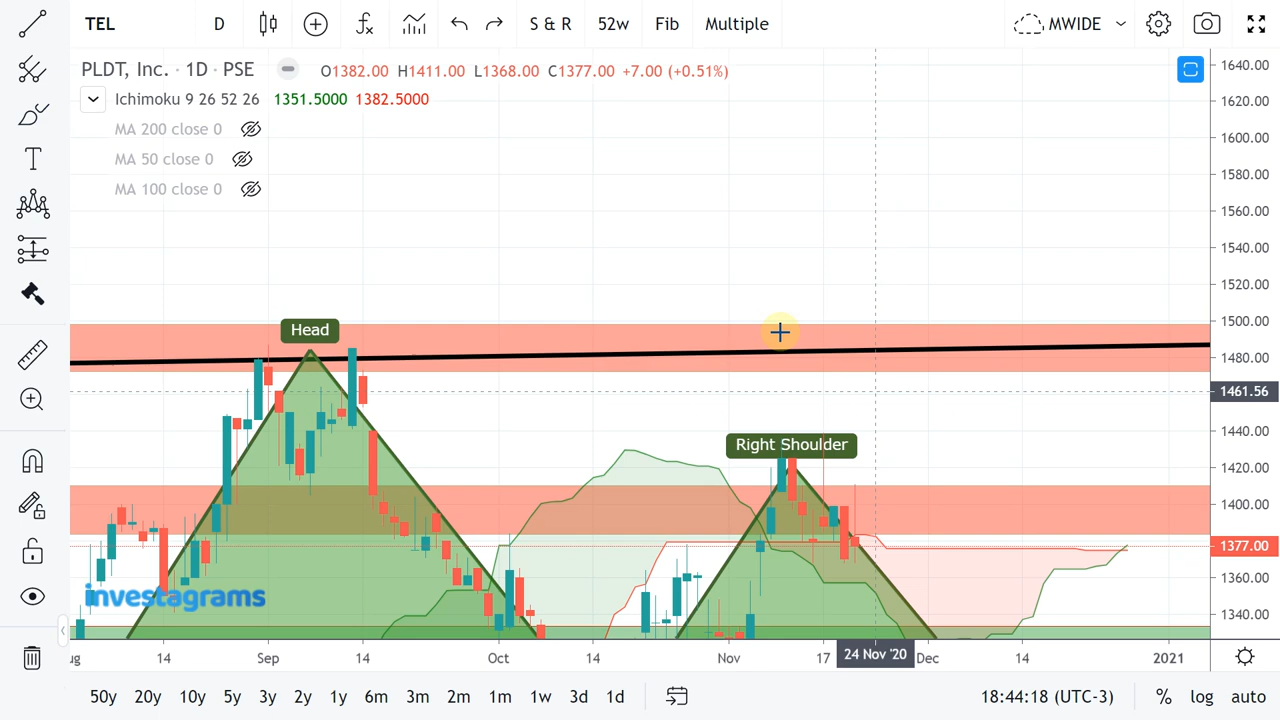 TEL D S & R 52w Fib Multiple MWIDE
PLDT, Inc. · 1D · PSE O1382.00 H1411.00 L1368.00 C1377.00 +7.00 (+0.51%)
Ichimoku 9 26 52 26 1351.5000 1382.5000
MA 200 close 0
MA 50 close 0
MA 100 close 0
1640.00
1620.00
1600.00
1580.00
1560.00
1540.00
1520.00
1500.00
1480.00
1461.56
1440.00
1420.00
1400.00
1377.00
1360.00
1340.00
Head
Right Shoulder
investagrams
ug 14 Sep 14 Oct 14 Nov 17 24 Nov '20 Dec 14 2021
50y 20y 10y 5y 3y 2y 1y 6m 3m 2m 1m 1w 3d 1d 18:44:18 (UTC-3) % log auto